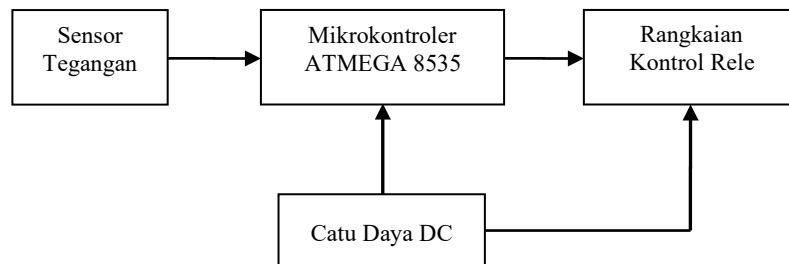 Sensor
Tegangan
Mikrokontroler
ATMEGA 8535
Rangkaian
Kontrol Rele
Catu Daya DC